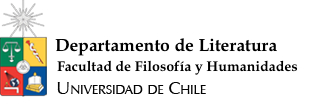 Departamento de Literatura
Facultad de Filosofía y Humanidades
UNIVERSIDAD DE CHILE